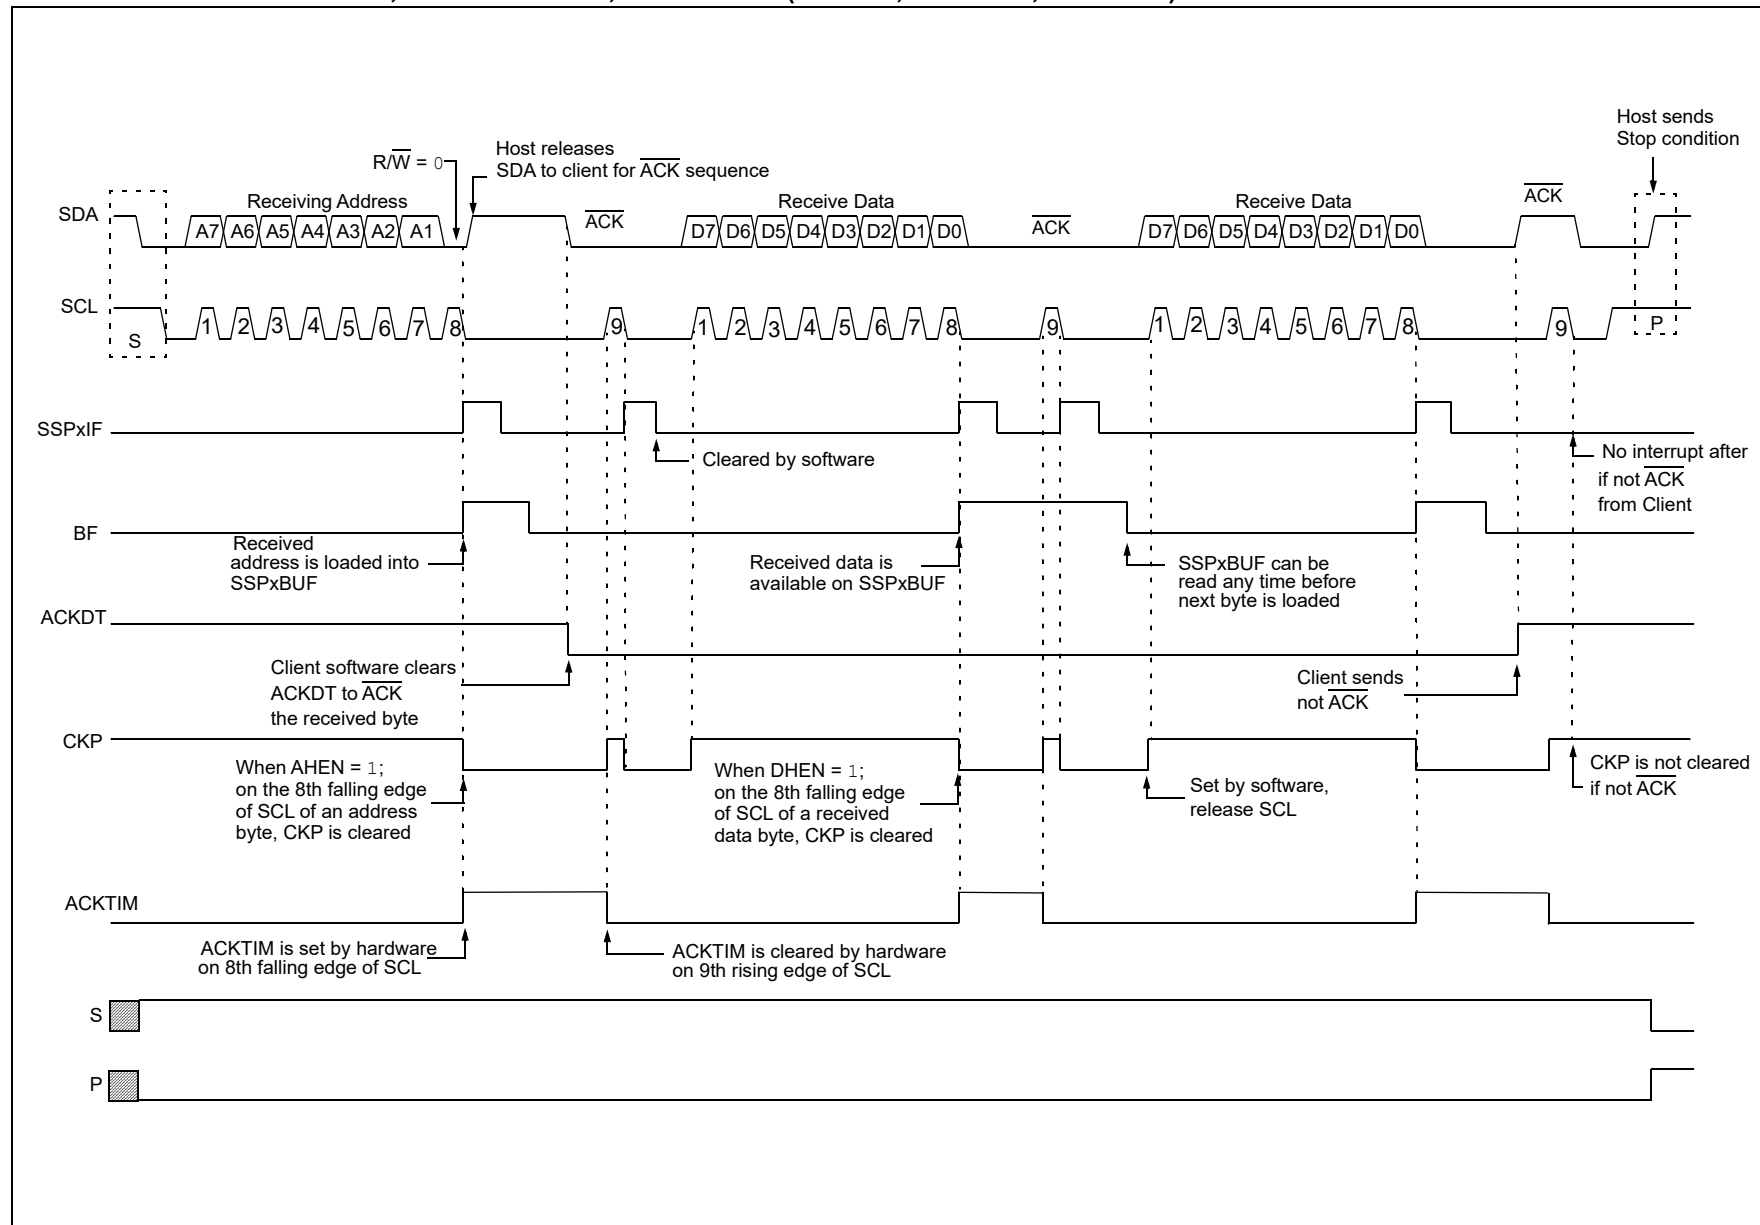 Host sends
Stop condition
R/W = 0
Host releases
SDA to client for ACK sequence
SDA
Receiving Address
A7 A6 A5 A4 A3 A2 A1
ACK
Receive Data
D7 D6 D5 D4 D3 D2 D1 D0
ACK
Receive Data
D7 D6 D5 D4 D3 D2 D1 D0
ACK
SCL
S
1 2 3 4 5 6 7 8 9 1 2 3 4 5 6 7 8 9 1 2 3 4 5 6 7 8 9
P
SSPxIF
Cleared by software
No interrupt after
if not ACK
from Client
BF
Received
address is loaded into
SSPxBUF
Received data is
available on SSPxBUF
SSPxBUF can be
read any time before
next byte is loaded
ACKDT
Client software clears
ACKDT to ACK
the received byte
Client sends
not ACK
CKP
When AHEN = 1;
on the 8th falling edge
of SCL of an address
byte, CKP is cleared
When DHEN = 1;
on the 8th falling edge
of SCL of a received
data byte, CKP is cleared
Set by software,
release SCL
CKP is not cleared
if not ACK
ACKTIM
ACKTIM is set by hardware
on 8th falling edge of SCL
ACKTIM is cleared by hardware
on 9th rising edge of SCL
S
P